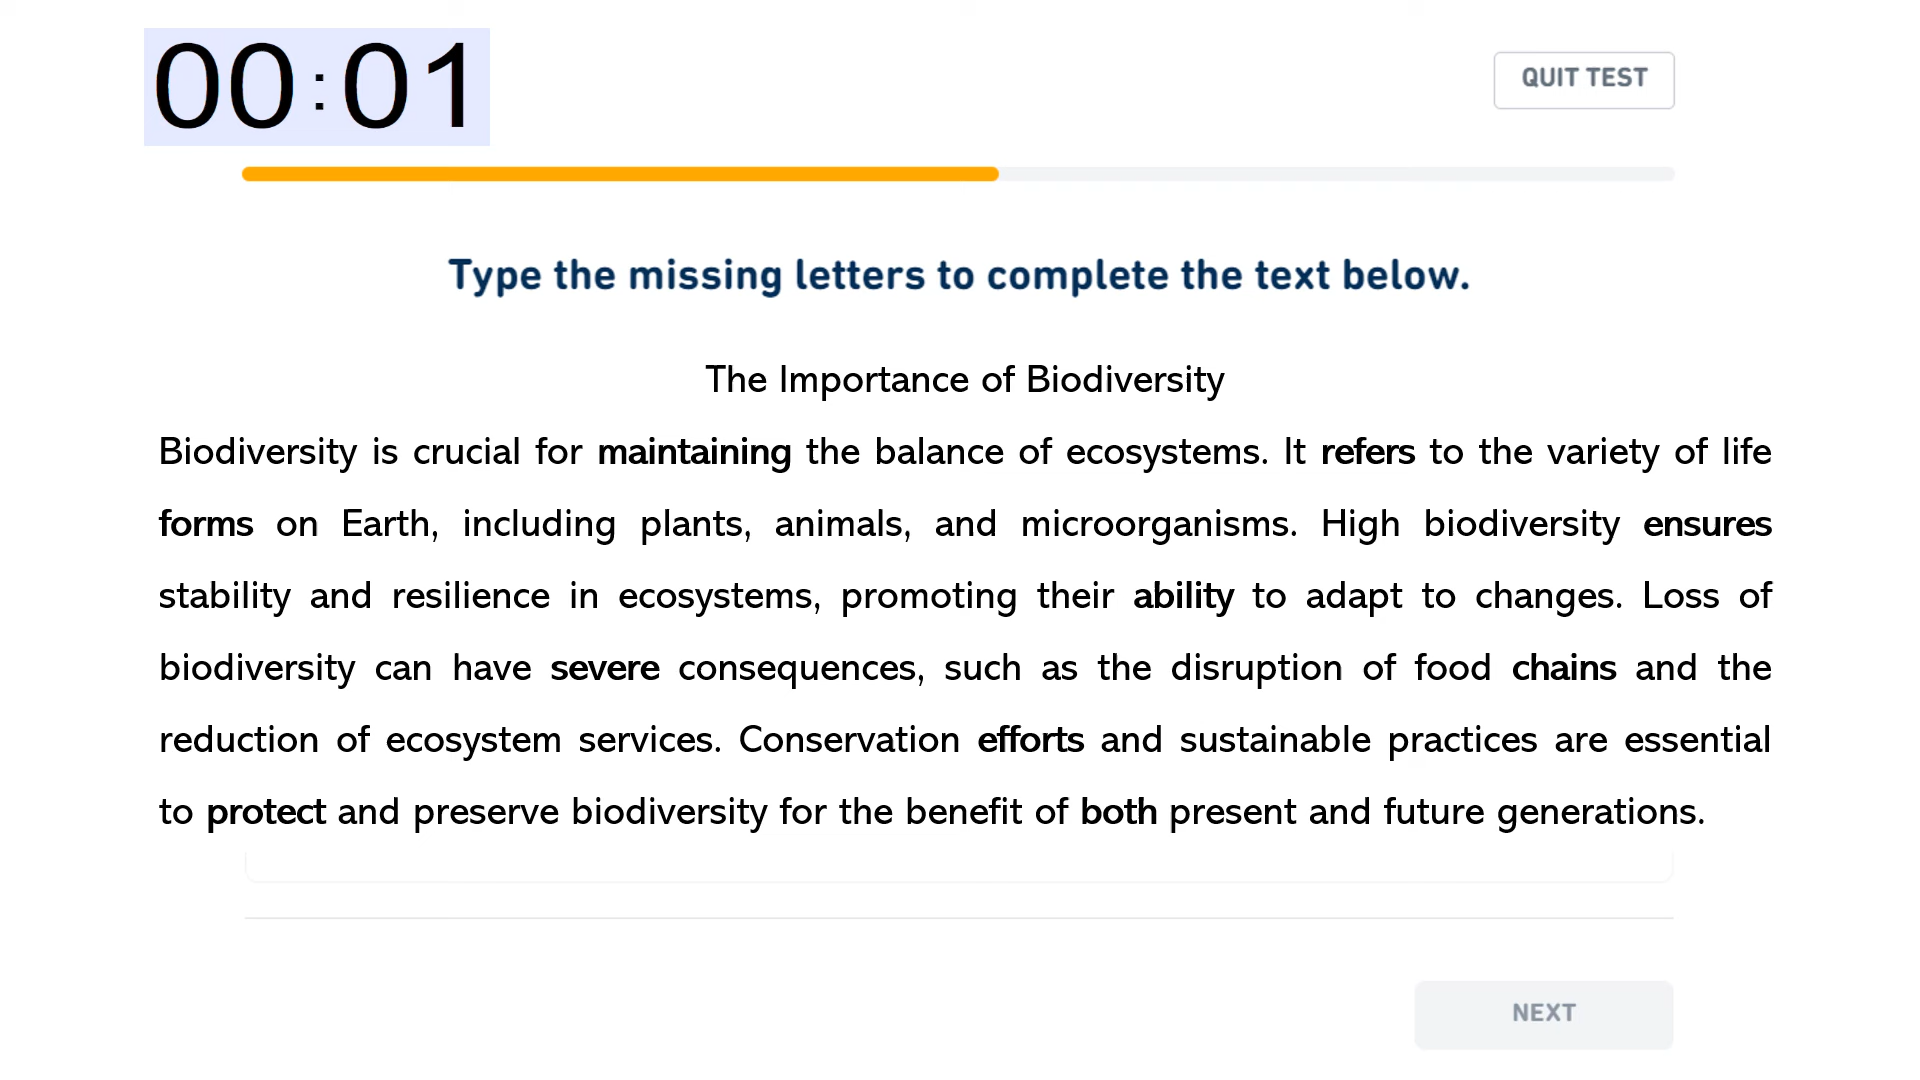 00:01
QUIT TEST
Type the missing letters to complete the text below.
The Importance of Biodiversity
Biodiversity is crucial for maintaining the balance of ecosystems. It refers to the variety of life
forms on Earth, including plants, animals, and microorganisms. High biodiversity ensures
stability and resilience in ecosystems, promoting their ability to adapt to changes. Loss of
biodiversity can have severe consequences, such as the disruption of food chains and the
reduction of ecosystem services. Conservation efforts and sustainable practices are essential
to protect and preserve biodiversity for the benefit of both present and future generations.
NEXT